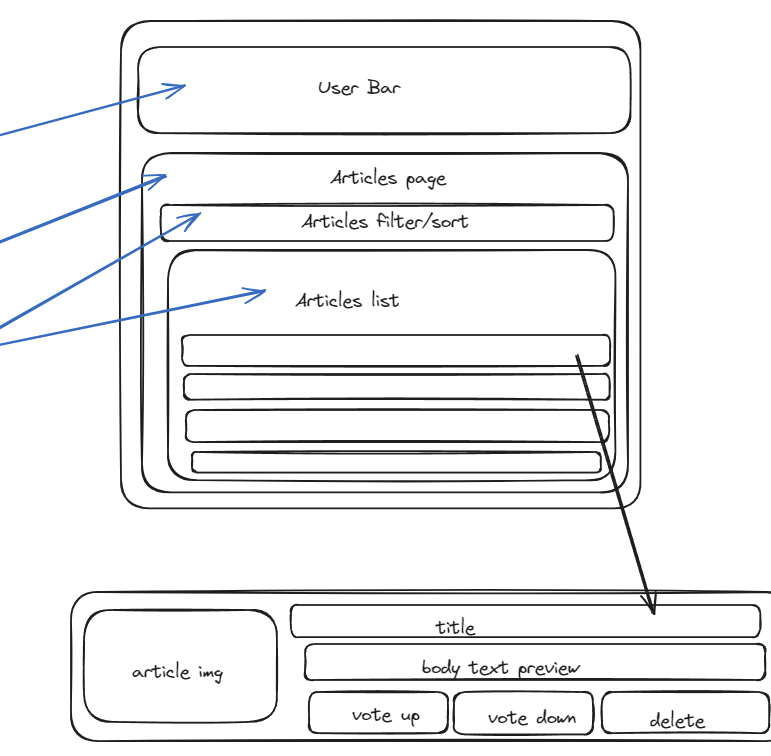 User Bar
Articles page
Articles filter/sort
Articles list
title
body text preview
article img
vote up
vote down
delete